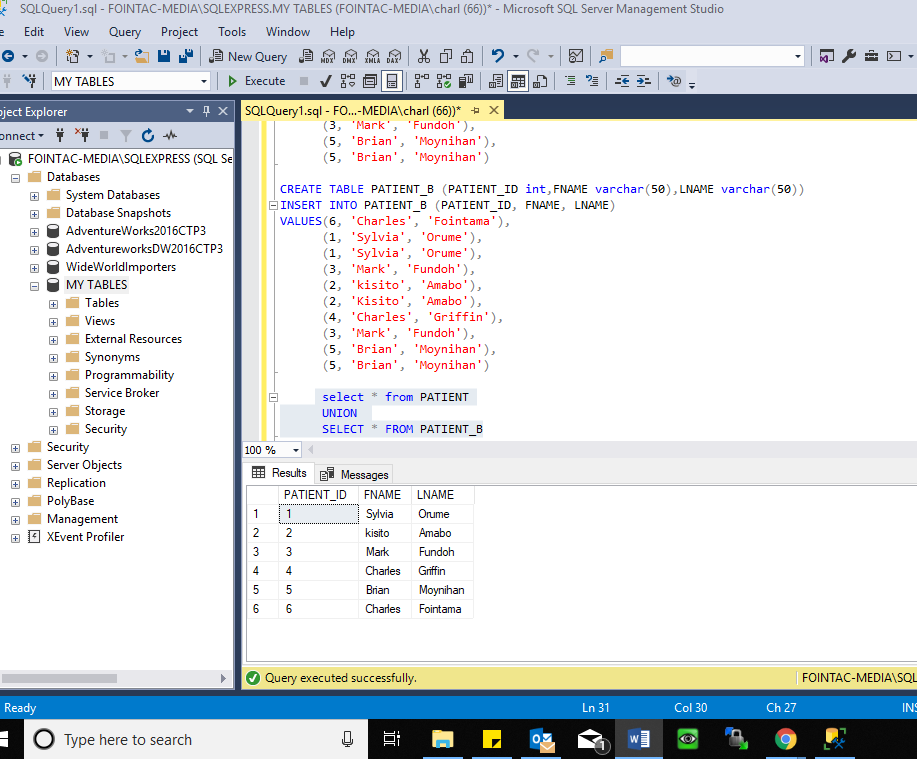 SQLQuery1.sql - FOINTAC-MEDIA\SQLEXPRESS.MY TABLES (FOINTAC-MEDIA\charl (66))* - Microsoft SQL Server Management Studio
Edit View Query Project Tools Window Help
New Query MDX DMX XMLA DAX
MY TABLES Execute
ject Explorer
onnect
FOINTAC-MEDIA\SQLEXPRESS (SQL Se
Databases
System Databases
Database Snapshots
AdventureWorks2016CTP3
AdventureworksDW2016CTP3
WideWorldImporters
MY TABLES
Tables
Views
External Resources
Synonyms
Programmability
Service Broker
Storage
Security
Security
Server Objects
Replication
PolyBase
Management
XEvent Profiler
SQLQuery1.sql - FO...-MEDIA\charl (66))*
(3, 'Mark', 'Fundoh'),
(5, 'Brian', 'Moynihan'),
(5, 'Brian', 'Moynihan')
CREATE TABLE PATIENT_B (PATIENT_ID int,FNAME varchar(50),LNAME varchar(50))
INSERT INTO PATIENT_B (PATIENT_ID, FNAME, LNAME)
VALUES(6, 'Charles', 'Fointama'),
(1, 'Sylvia', 'Orume'),
(1, 'Sylvia', 'Orume'),
(3, 'Mark', 'Fundoh'),
(2, 'kisito', 'Amabo'),
(2, 'Kisito', 'Amabo'),
(4, 'Charles', 'Griffin'),
(3, 'Mark', 'Fundoh'),
(5, 'Brian', 'Moynihan'),
(5, 'Brian', 'Moynihan')
select * from PATIENT
UNION
SELECT * FROM PATIENT_B
100 %
Results Messages
PATIENT_ID FNAME LNAME
1 1 Sylvia Orume
2 2 kisito Amabo
3 3 Mark Fundoh
4 4 Charles Griffin
5 5 Brian Moynihan
6 6 Charles Fointama
Query executed successfully. FOINTAC-MEDIA\SQL
Ready Ln 31 Col 30 Ch 27 INS
Type here to search
1